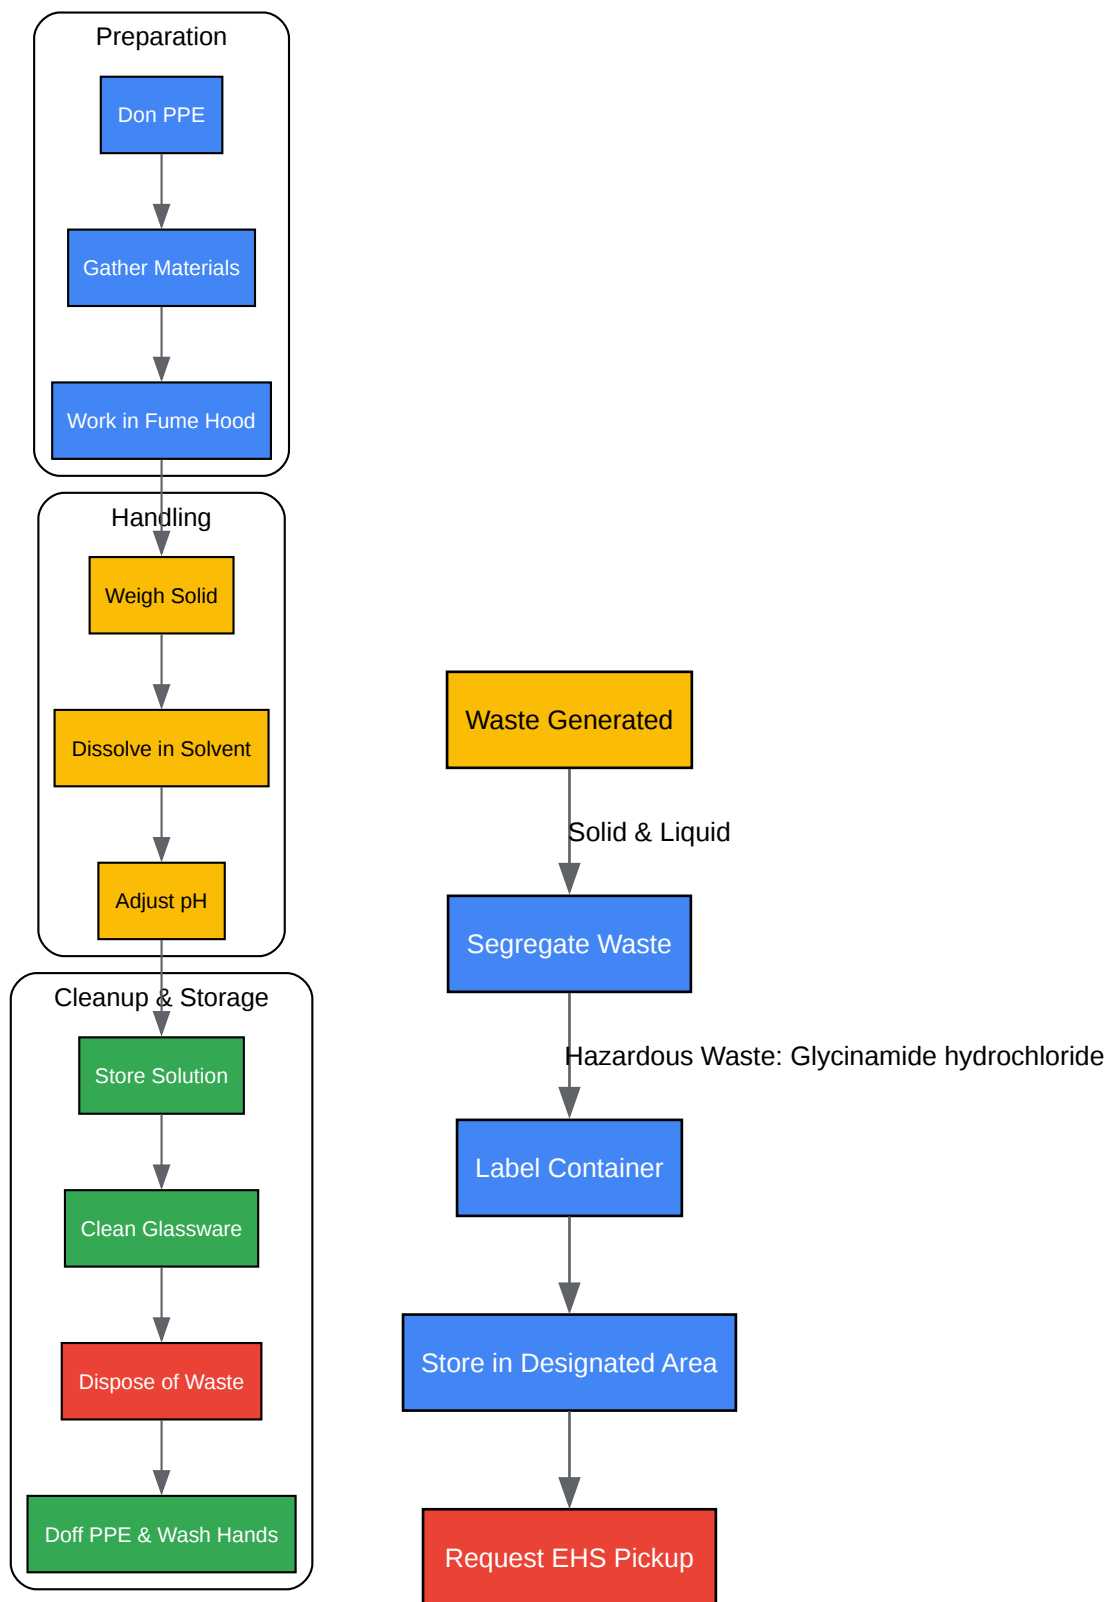 Preparation
Don PPE
Gather Materials
Work in Fume Hood
Handling
Weigh Solid
Dissolve in Solvent
Adjust pH
Cleanup & Storage
Store Solution
Clean Glassware
Dispose of Waste
Doff PPE & Wash Hands
Waste Generated
Solid & Liquid
Segregate Waste
Hazardous Waste: Glycinamide hydrochloride
Label Container
Store in Designated Area
Request EHS Pickup